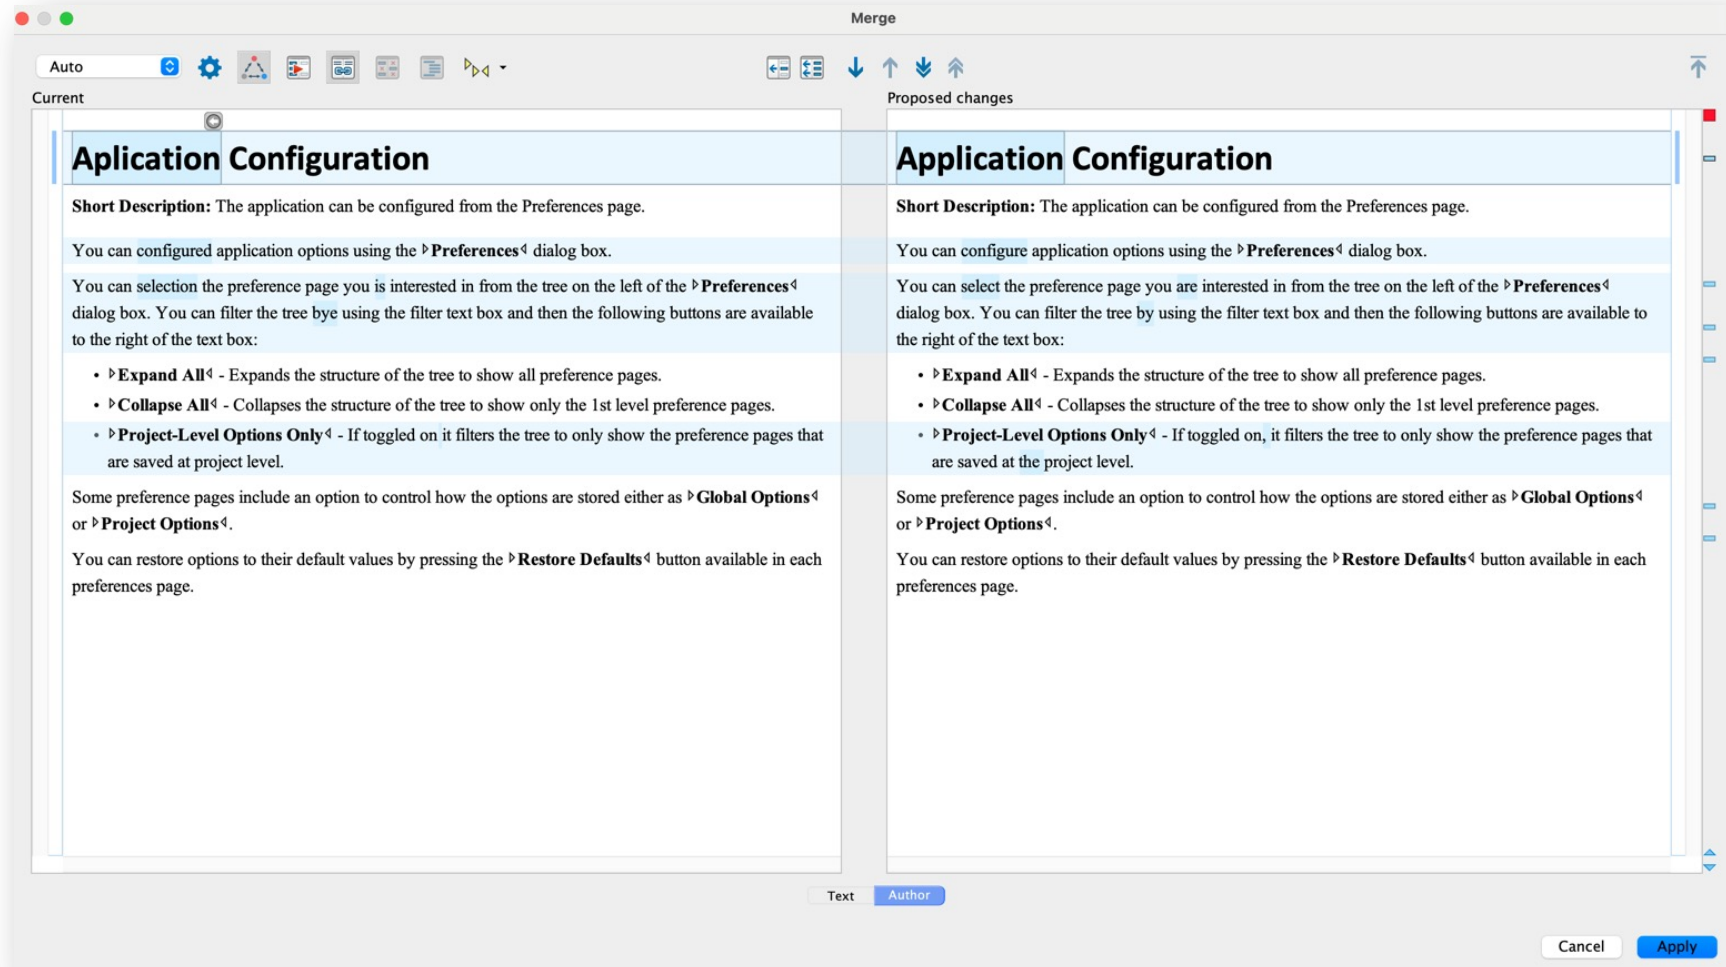 Merge
Auto
Current
Proposed changes
Aplication Configuration
Short Description: The application can be configured from the Preferences page.
You can configured application options using the Preferences dialog box.
You can selection the preference page you is interested in from the tree on the left of the Preferences
dialog box. You can filter the tree bye using the filter text box and then the following buttons are available
to the right of the text box:
• Expand All - Expands the structure of the tree to show all preference pages.
• Collapse All - Collapses the structure of the tree to show only the 1st level preference pages.
• Project-Level Options Only - If toggled on it filters the tree to only show the preference pages that
are saved at project level.
Some preference pages include an option to control how the options are stored either as Global Options
or Project Options.
You can restore options to their default values by pressing the Restore Defaults button available in each
preferences page.
Application Configuration
Short Description: The application can be configured from the Preferences page.
You can configure application options using the Preferences dialog box.
You can select the preference page you are interested in from the tree on the left of the Preferences
dialog box. You can filter the tree by using the filter text box and then the following buttons are available to
the right of the text box:
• Expand All - Expands the structure of the tree to show all preference pages.
• Collapse All - Collapses the structure of the tree to show only the 1st level preference pages.
• Project-Level Options Only - If toggled on, it filters the tree to only show the preference pages that
are saved at the project level.
Some preference pages include an option to control how the options are stored either as Global Options
or Project Options.
You can restore options to their default values by pressing the Restore Defaults button available in each
preferences page.
Text
Author
Cancel
Apply